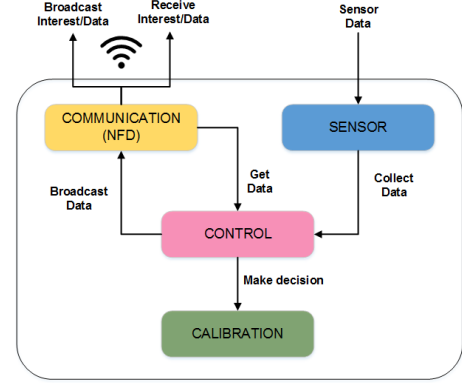 Broadcast
Interest/Data
Receive
Interest/Data
Sensor
Data
COMMUNICATION
(NFD)
SENSOR
Broadcast
Data
Get
Data
Collect
Data
CONTROL
Make decision
CALIBRATION